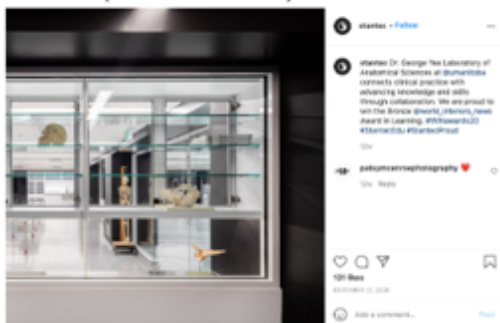 stantec • Follow
stantec Dr. George Yee Laboratory of
Anatomical Sciences at @umanitoba
connects clinical practice with
advancing knowledge and skills
through collaboration. We are proud to
win the Bronze @world_interiors_news
Award in Learning. #WINawards20
#StantecEdu #StantecProud
Reply
131 likes
Add a comment...
Post